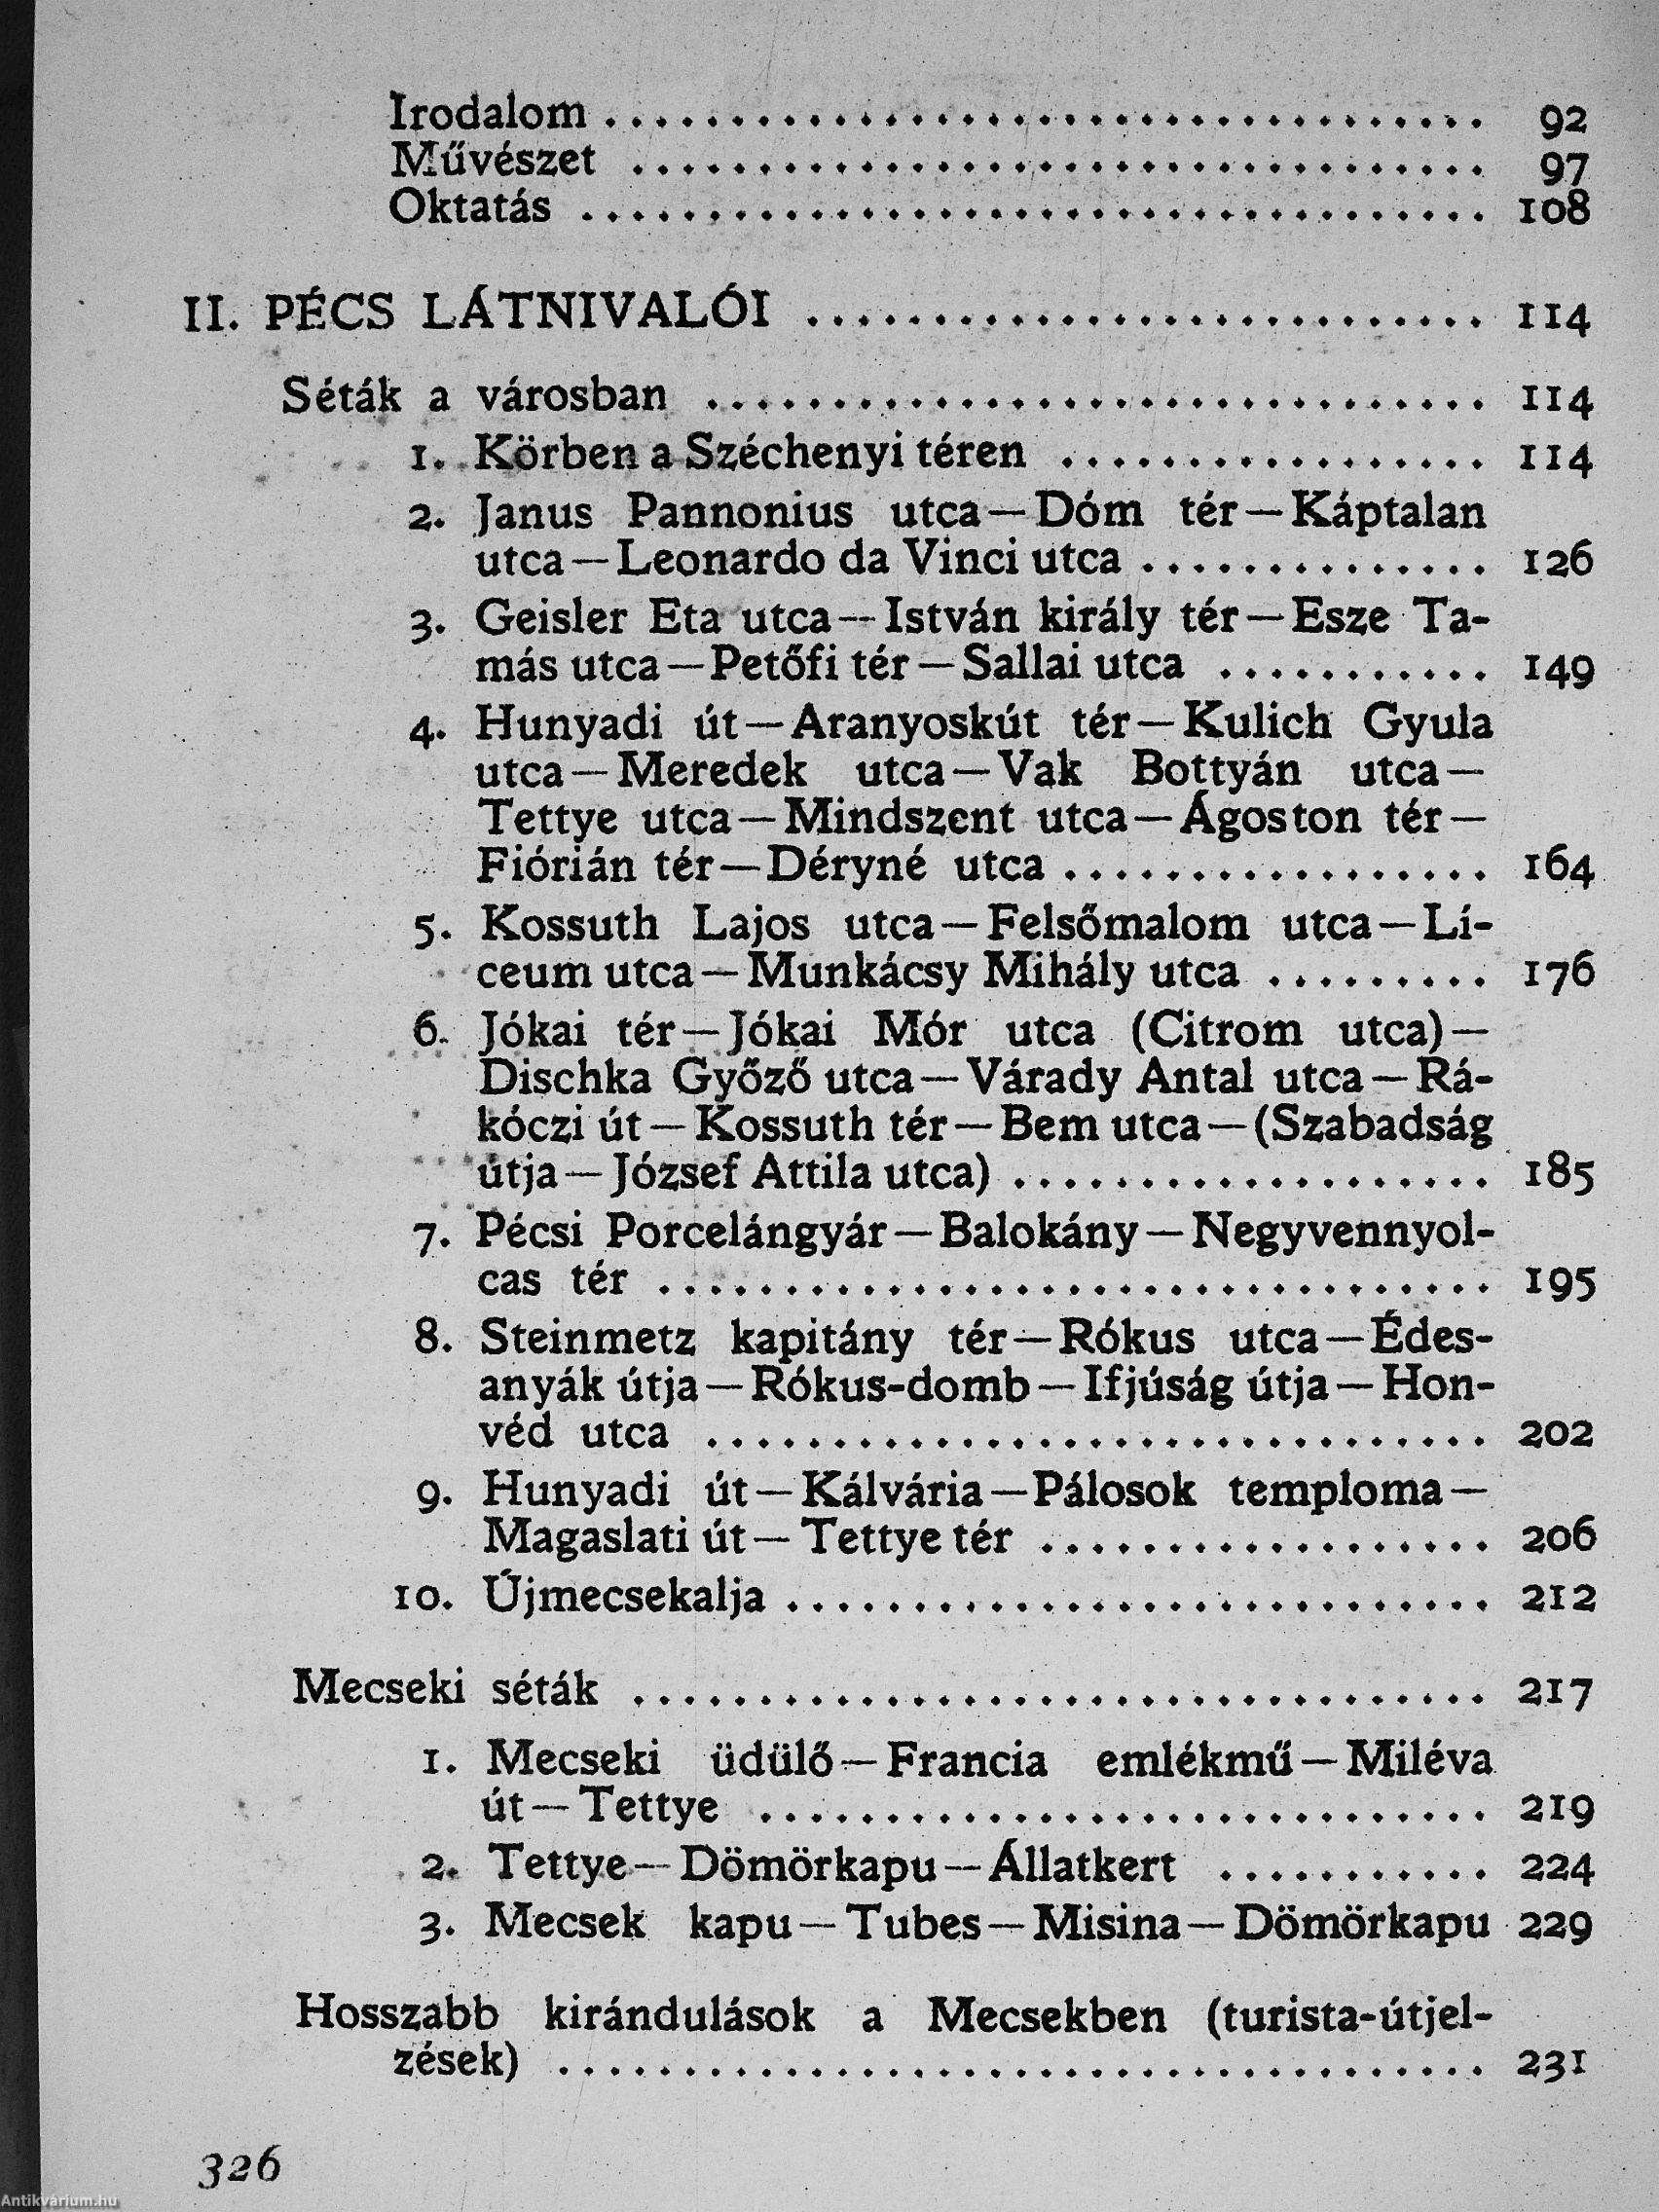 Irodalom . . . . . . . . . . . . . . . . . . . . . . . . . . . . . . . . . . 92
Művészet . . . . . . . . . . . . . . . . . . . . . . . . . . . . . . . . . . 97
Oktatás . . . . . . . . . . . . . . . . . . . . . . . . . . . . . . . . . . . . 108
II. PÉCS LÁTNIVALÓI . . . . . . . . . . . . . . . . . . . . . . . . . . . 114
Séták a városban . . . . . . . . . . . . . . . . . . . . . . . . . . . . . . . 114
1. Körben a Széchenyi téren . . . . . . . . . . . . . . . . . 114
2. Janus Pannonius utca—Dóm tér—Káptalan
utca—Leonardo da Vinci utca . . . . . . . . . . . . . . 126
3. Geisler Eta utca—István király tér—Esze Ta-
más utca—Petőfi tér—Sallai utca . . . . . . . . . . . 149
4. Hunyadi út—Aranyoskút tér—Kulich Gyula
utca—Meredek utca—Vak Bottyán utca—
Tettye utca—Mindszent utca—Ágoston tér—
Fiórián tér—Déryné utca . . . . . . . . . . . . . . . . . 164
5. Kossuth Lajos utca—Felsőmalom utca—Lí-
ceum utca—Munkácsy Mihály utca . . . . . . . . . 176
6. Jókai tér—Jókai Mór utca (Citrom utca)—
Dischka Győző utca—Várady Antal utca—Rá-
kóczi út—Kossuth tér—Bem utca—(Szabadság
útja—József Attila utca) . . . . . . . . . . . . . . . . . . . 185
7. Pécsi Porcelángyár—Balokány—Negyvennyol-
cas tér . . . . . . . . . . . . . . . . . . . . . . . . . . . . . . . . . 195
8. Steinmetz kapitány tér—Rókus utca—Édes-
anyák útja—Rókus-domb—Ifjúság útja—Hon-
véd utca . . . . . . . . . . . . . . . . . . . . . . . . . . . . . . . 202
9. Hunyadi út—Kálvária—Pálosok temploma—
Magaslati út—Tettye tér . . . . . . . . . . . . . . . . . . 206
10. Újmecsekalja . . . . . . . . . . . . . . . . . . . . . . . . . . . . 212
Mecseki séták . . . . . . . . . . . . . . . . . . . . . . . . . . . . . . . . . . 217
1. Mecseki üdülő—Francia emlékmű—Miléva
út—Tettye . . . . . . . . . . . . . . . . . . . . . . . . . . . . . 219
2. Tettye—Dömörkapu—Állatkert . . . . . . . . . . . 224
3. Mecsek kapu—Tubes—Misina—Dömörkapu 229
Hosszabb kirándulások a Mecsekben (turista-útjel-
zések) . . . . . . . . . . . . . . . . . . . . . . . . . . . . . . . . . . . . . 231
326
Antikvárium.hu